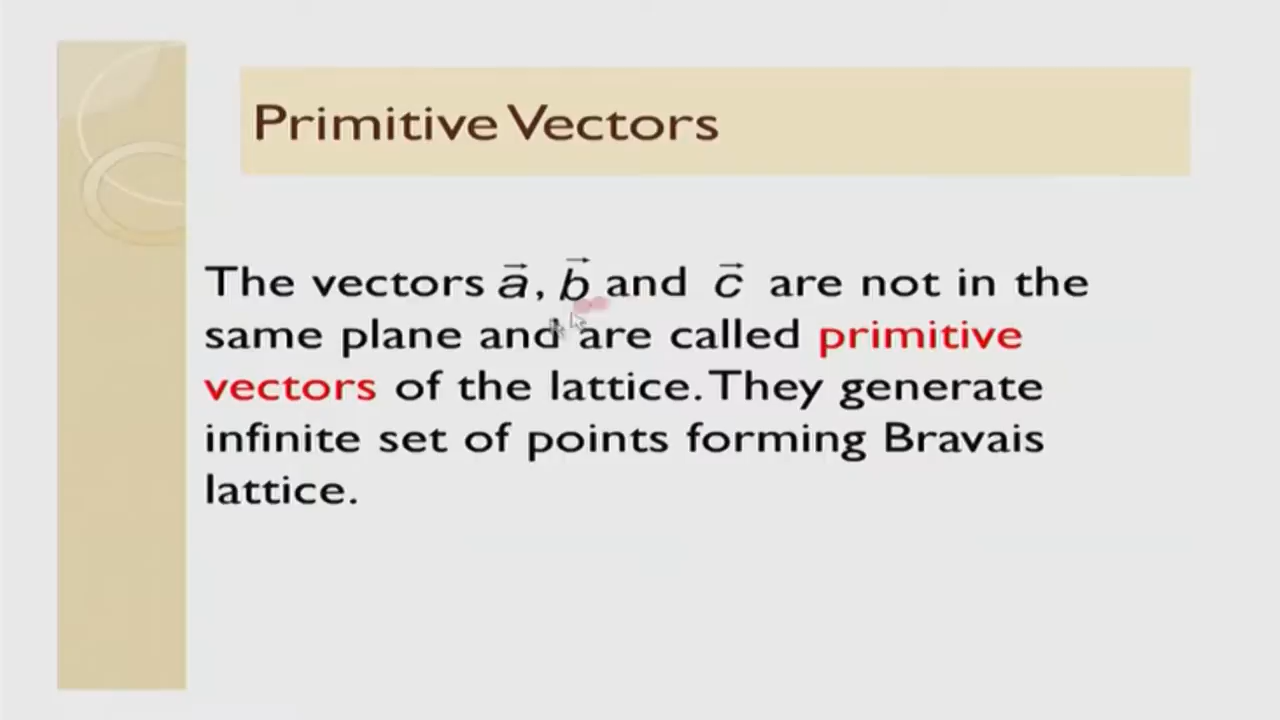 Primitive Vectors
The vectors a⃗, b⃗ and c⃗ are not in the
same plane and are called primitive
vectors of the lattice. They generate
infinite set of points forming Bravais
lattice.